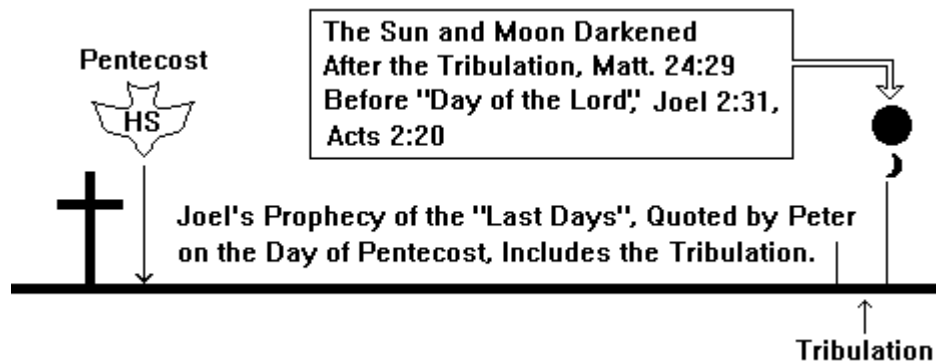 Pentecost
HS
The Sun and Moon Darkened
After the Tribulation, Matt. 24:29
Before "Day of the Lord", Joel 2:31,
Acts 2:20
Joel's Prophecy of the "Last Days", Quoted by Peter
on the Day of Pentecost, Includes the Tribulation.
Tribulation